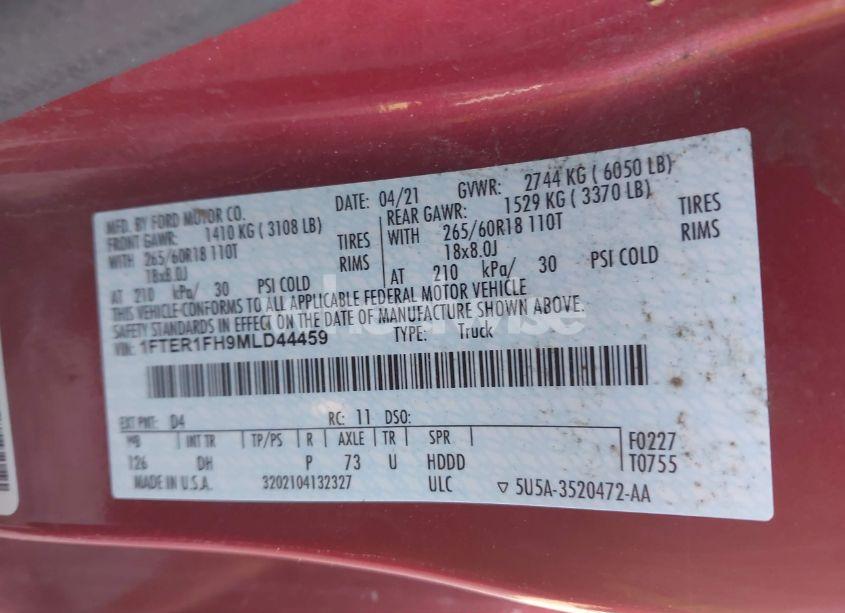 MFD. BY FORD MOTOR CO. DATE: 04/21 GVWR: 2744 KG ( 6050 LB)
FRONT GAWR: 1410 KG ( 3108 LB) REAR GAWR: 1529 KG ( 3370 LB)
WITH 265/60R18 110T TIRES WITH 265/60R18 110T TIRES
18x8.0J RIMS 18x8.0J RIMS
AT 210 kPa/ 30 PSI COLD AT 210 kPa/ 30 PSI COLD
THIS VEHICLE CONFORMS TO ALL APPLICABLE FEDERAL MOTOR VEHICLE
SAFETY STANDARDS IN EFFECT ON THE DATE OF MANUFACTURE SHOWN ABOVE.
VIN: 1FTER1FH9MLD44459 TYPE: Truck
EXT PNT: D4 RC: 11 DSO:
WB INT TR TP/PS R AXLE TR SPR F0227
126 DH P 73 U HDDD T0755
MADE IN U.S.A. 3202104132327 ULC ▽ 5U5A-3520472-AA